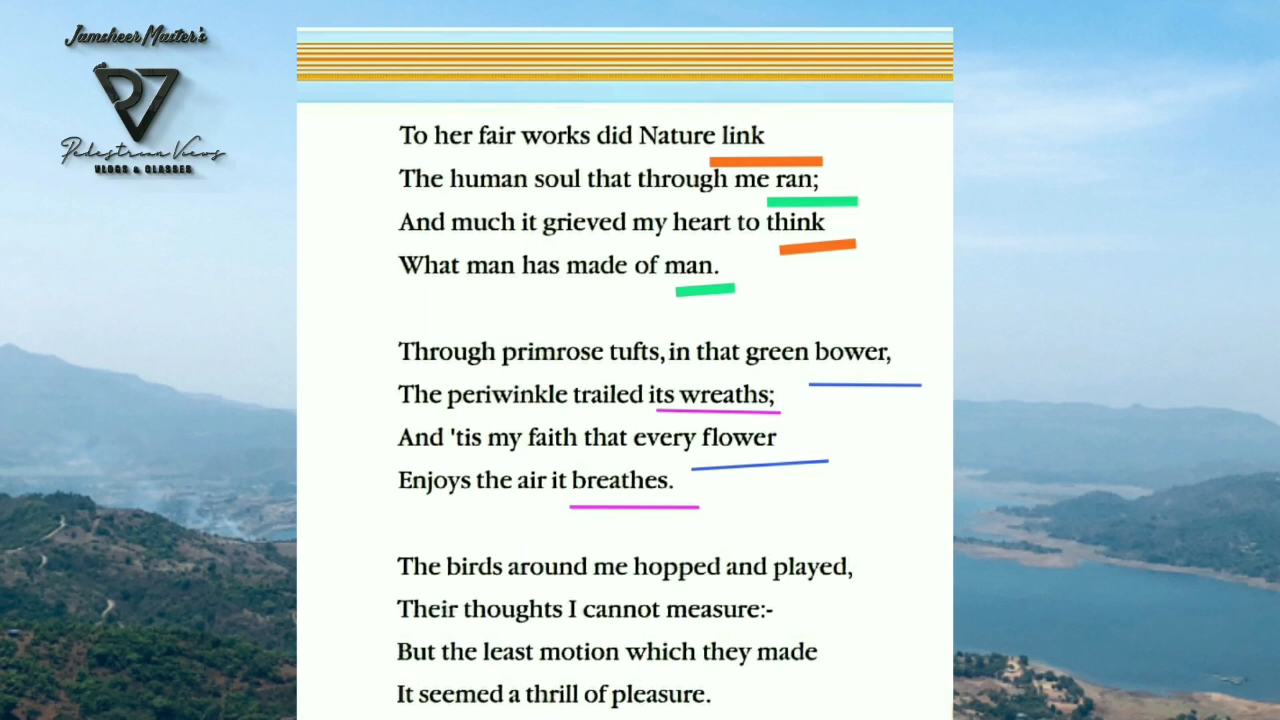 Jamsheer Master's
Pedestrian Views
VLOGS & CLASSES
To her fair works did Nature link
The human soul that through me ran;
And much it grieved my heart to think
What man has made of man.
Through primrose tufts, in that green bower,
The periwinkle trailed its wreaths;
And 'tis my faith that every flower
Enjoys the air it breathes.
The birds around me hopped and played,
Their thoughts I cannot measure:-
But the least motion which they made
It seemed a thrill of pleasure.